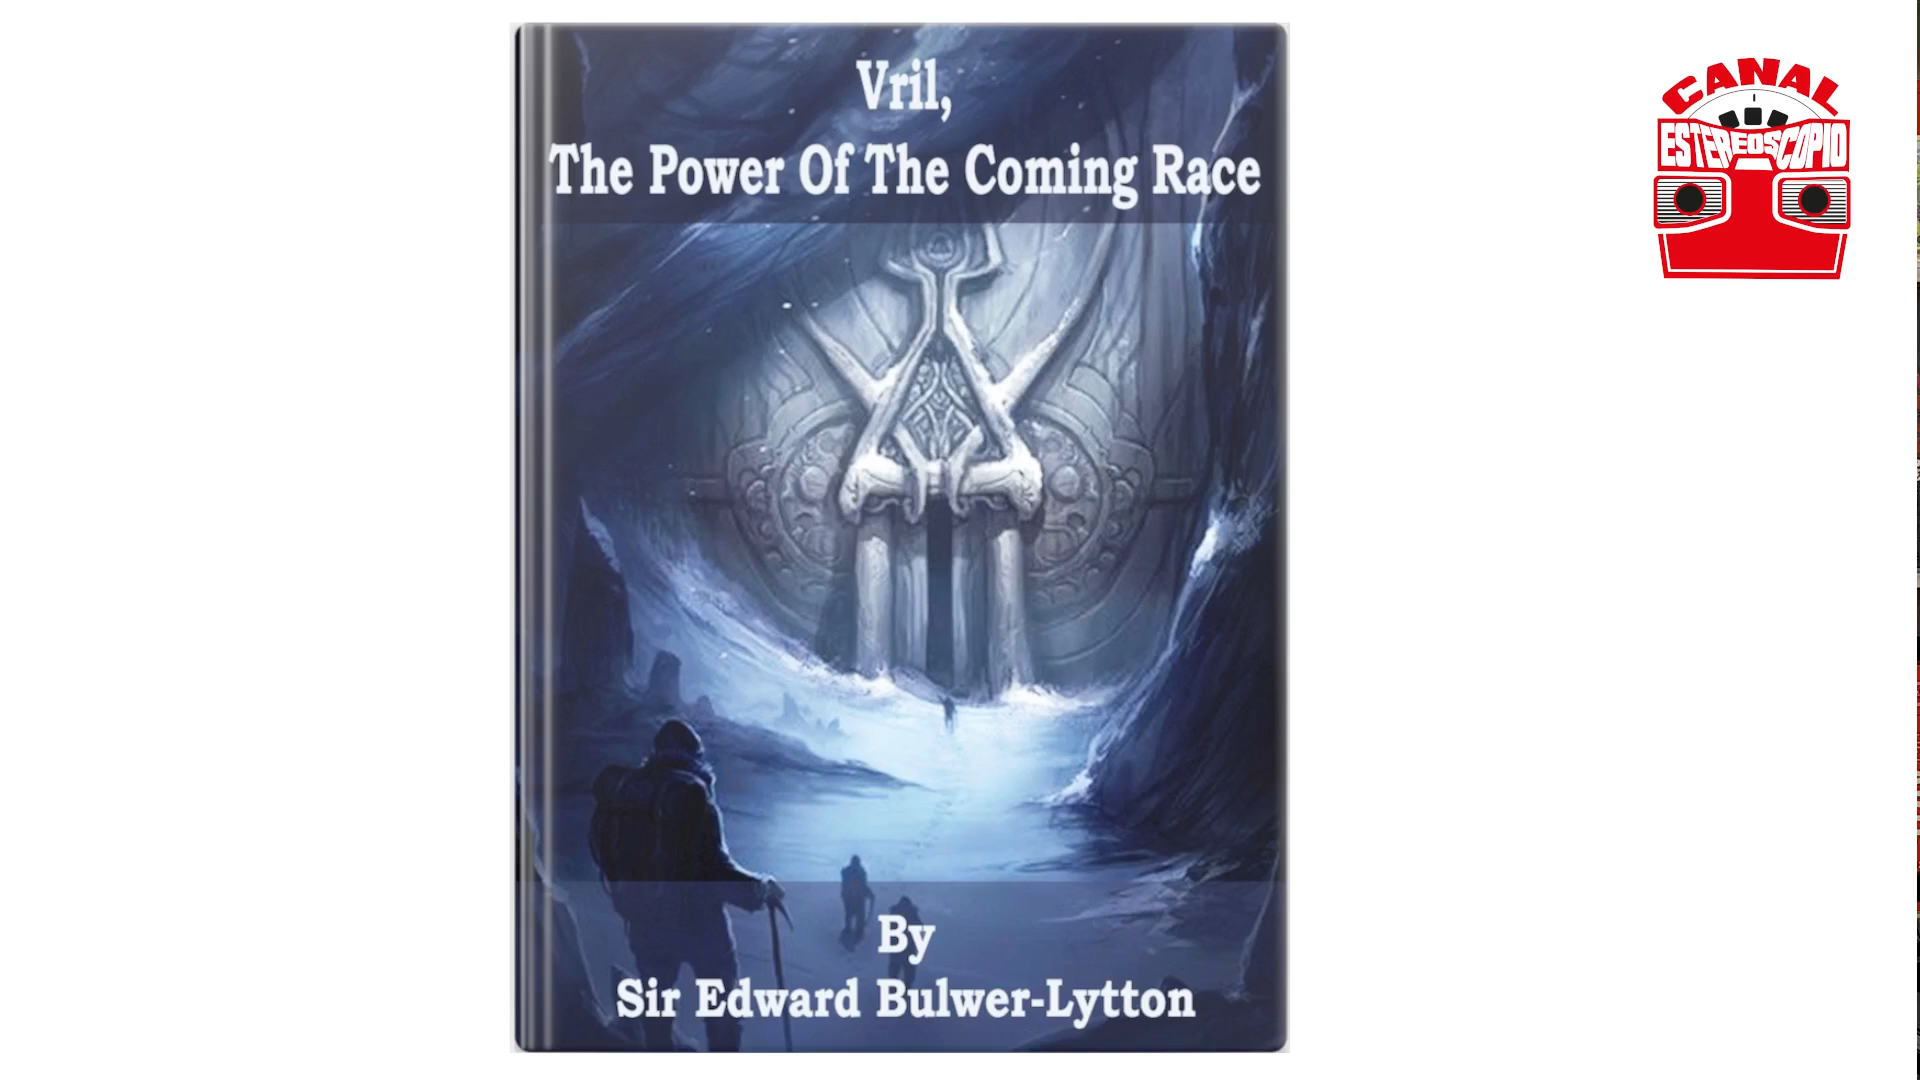 Vril,
The Power Of The Coming Race
By
Sir Edward Bulwer-Lytton
CANAL
ESTEREOSCOPIO